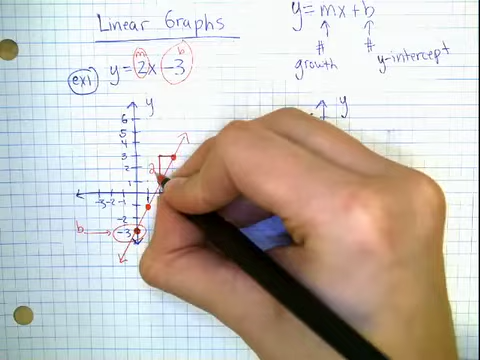 Linear Graphs
y = mx + b
# growth
# y-intercept
ex1
m b
y = 2x - 3
y
6
5
4
3
2
1
-3 -2 -1
-2
b → -3
2
y